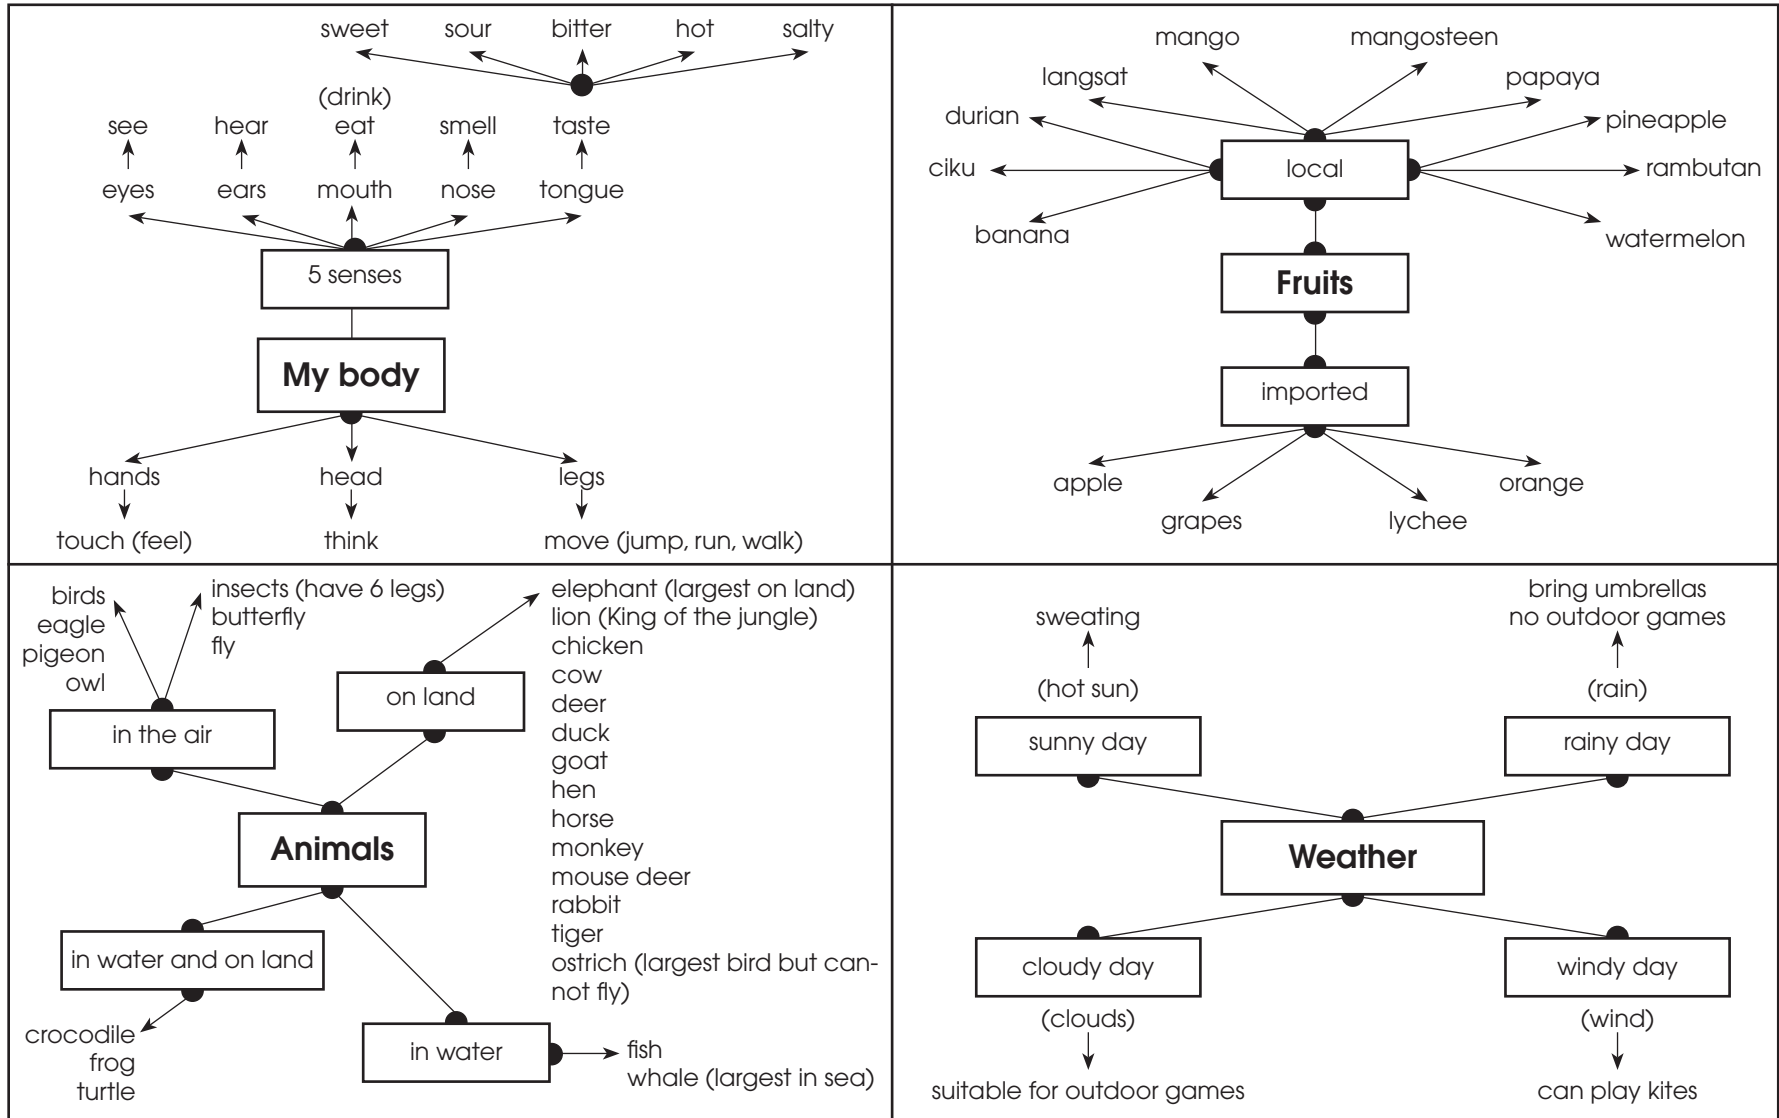 sweet sour bitter hot salty
(drink)
see hear eat smell taste
eyes ears mouth nose tongue
5 senses
My body
hands head legs
touch (feel) think move (jump, run, walk)
mango mangosteen
langsat papaya
durian pineapple
ciku local rambutan
banana watermelon
Fruits
imported
apple orange
grapes lychee
birds
eagle
pigeon
owl
insects (have 6 legs)
butterfly
fly
in the air
on land
elephant (largest on land)
lion (King of the jungle)
chicken
cow
deer
duck
goat
hen
horse
monkey
mouse deer
rabbit
tiger
ostrich (largest bird but can-
not fly)
Animals
in water and on land
crocodile
frog
turtle
in water
fish
whale (largest in sea)
sweating
(hot sun)
sunny day
bring umbrellas
no outdoor games
(rain)
rainy day
Weather
cloudy day
(clouds)
suitable for outdoor games
windy day
(wind)
can play kites